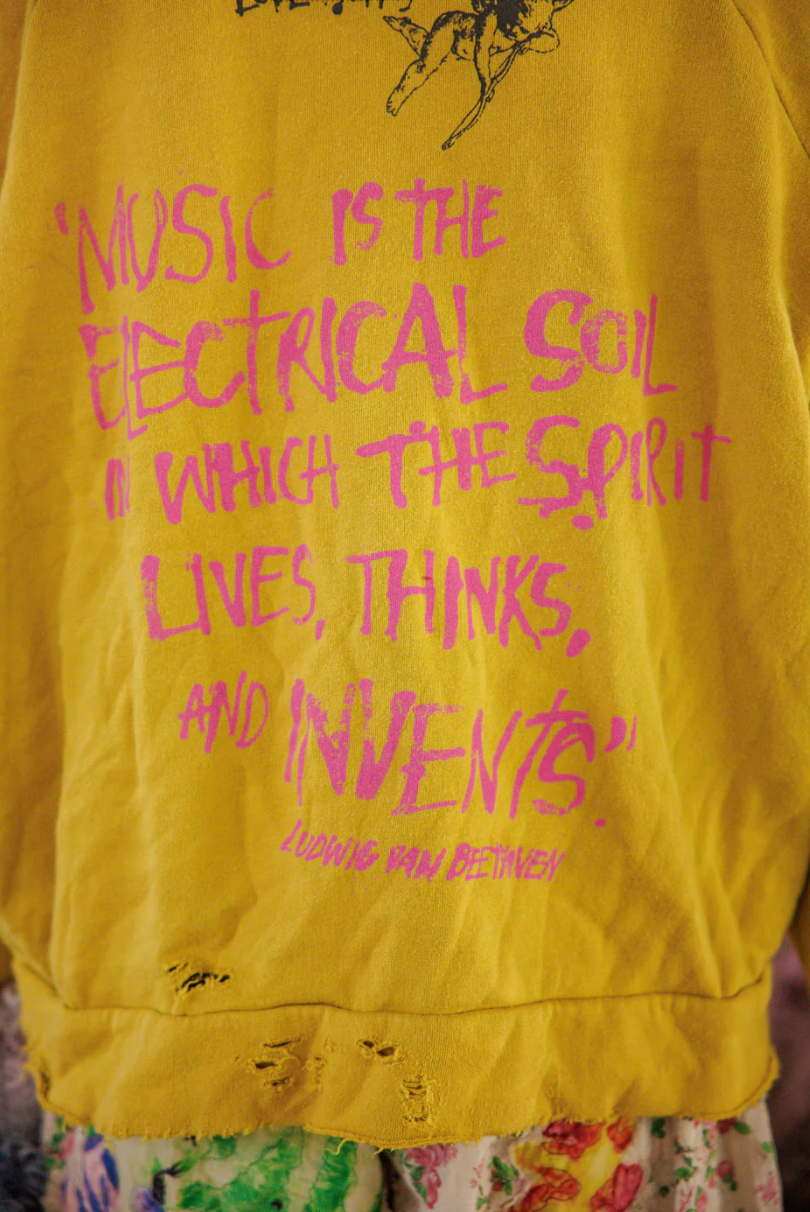 "MUSIC IS THE
ELECTRICAL SOIL
IN WHICH THE SPIRIT
LIVES, THINKS,
AND INVENTS".
LUDWIG VAN BEETHOVEN